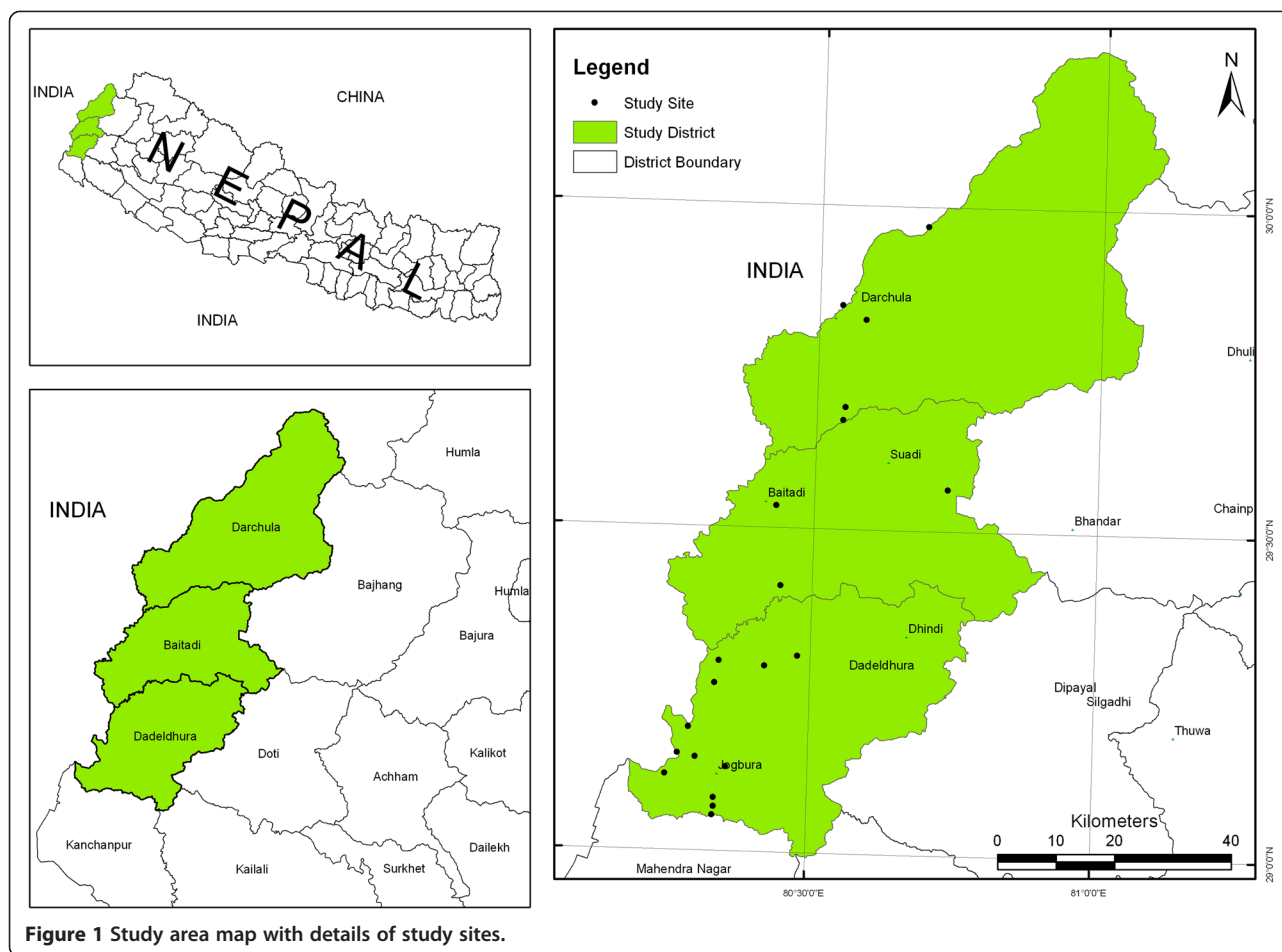 INDIA
CHINA
NEPAL
INDIA
INDIA
Humla
Darchula
Bajhang
Humla
Bajura
Baitadi
Dadeldhura
Doti
Kalikot
Achham
Kanchanpur
Dailekh
Kailali
Surkhet
Legend
Study Site
Study District
District Boundary
N
30°0'0"N
INDIA
Darchula
Dhuli
Suadi
Baitadi
Chainp
Bhandar
29°30'0"N
Dhindi
Dadeldhura
Dipayal
Silgadhi
Thuwa
Jogbura
Kilometers
0 10 20 40
Mahendra Nagar
29°0'0"N
80°30'0"E
81°0'0"E
Figure 1 Study area map with details of study sites.